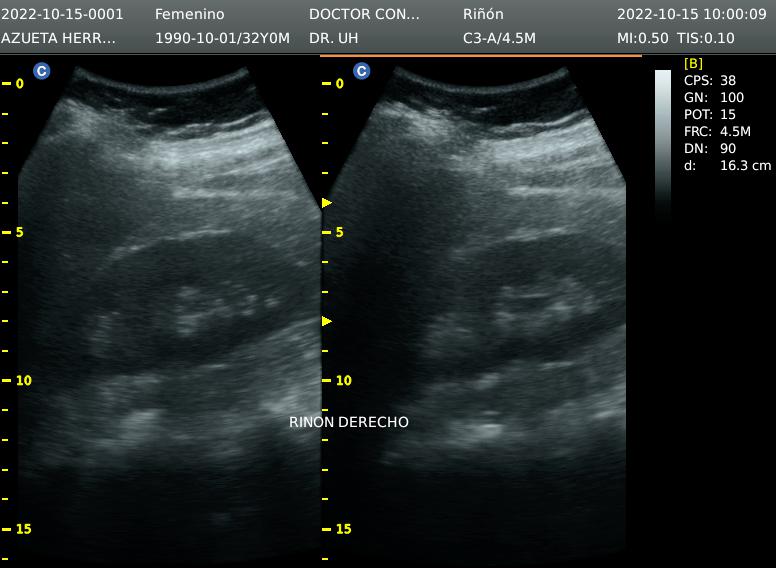 2022-10-15-0001 Femenino DOCTOR CON... Riñón 2022-10-15 10:00:09
AZUETA HERR... 1990-10-01/32Y0M DR. UH C3-A/4.5M MI:0.50 TIS:0.10
C
C
[B]
CPS: 38
GN: 100
POT: 15
FRC: 4.5M
DN: 90
d: 16.3 cm
0
0
5
5
10
10
RINON DERECHO
15
15